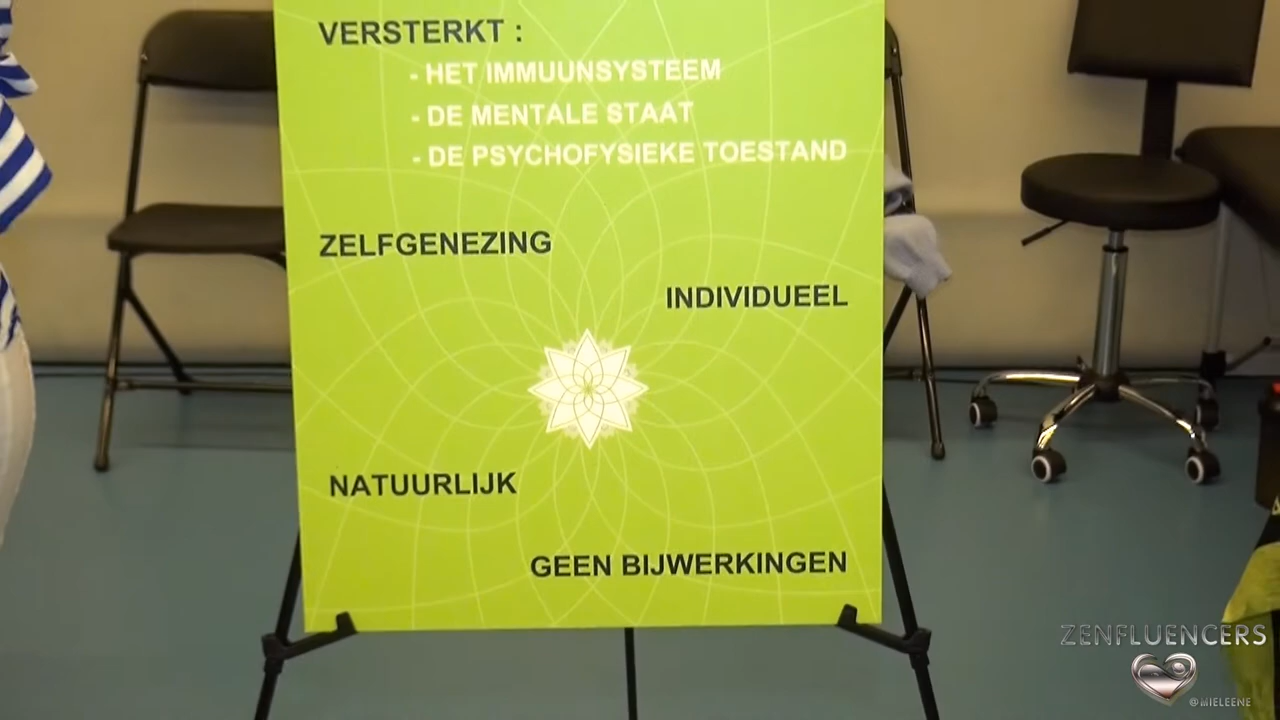 VERSTERKT :
- HET IMMUUNSYSTEEM
- DE MENTALE STAAT
- DE PSYCHOFYSIEKE TOESTAND
ZELFGENEZING
INDIVIDUEEL
NATUURLIJK
GEEN BIJWERKINGEN
ZENFLUENCERS
@MIELEENE